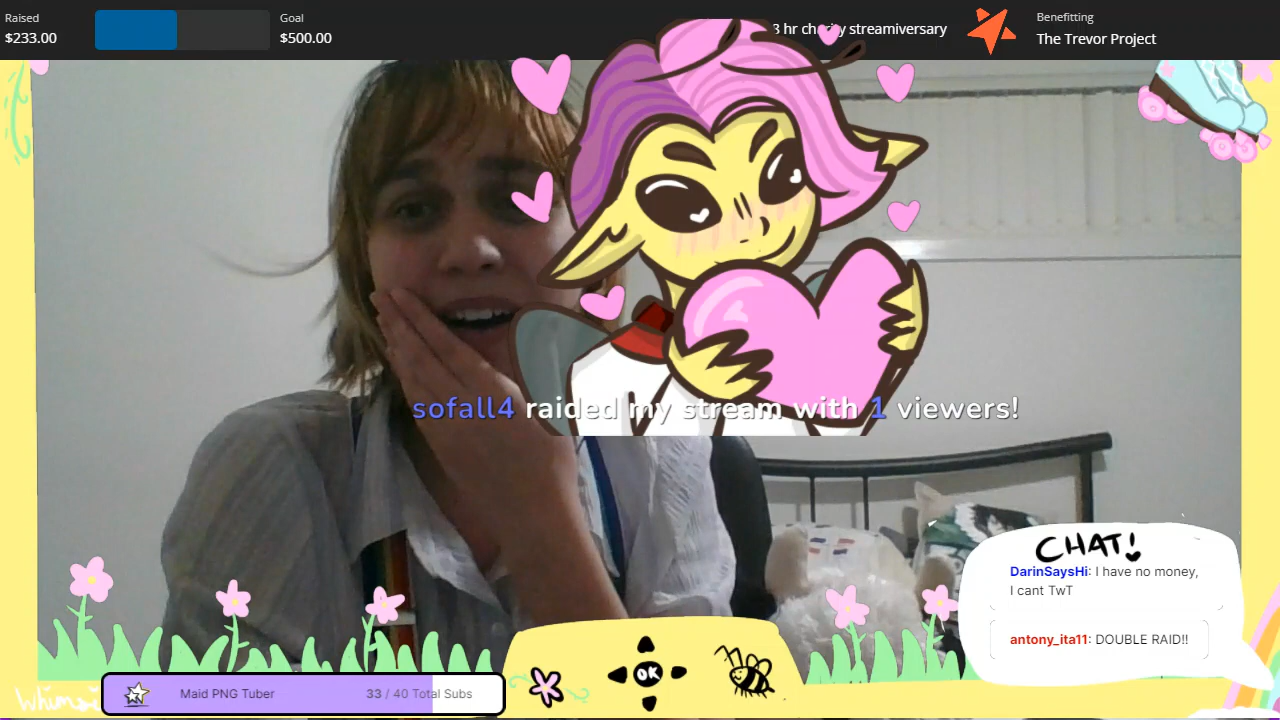 Raised
$233.00
Goal
$500.00
3 hr charity streamiversary
Benefitting
The Trevor Project
sofall4 raided my stream with 1 viewers!
CHAT!
DarinSaysHi: I have no money,
I cant TwT
antony_ita11: DOUBLE RAID!!
OK
Maid PNG Tuber
33 / 40 Total Subs